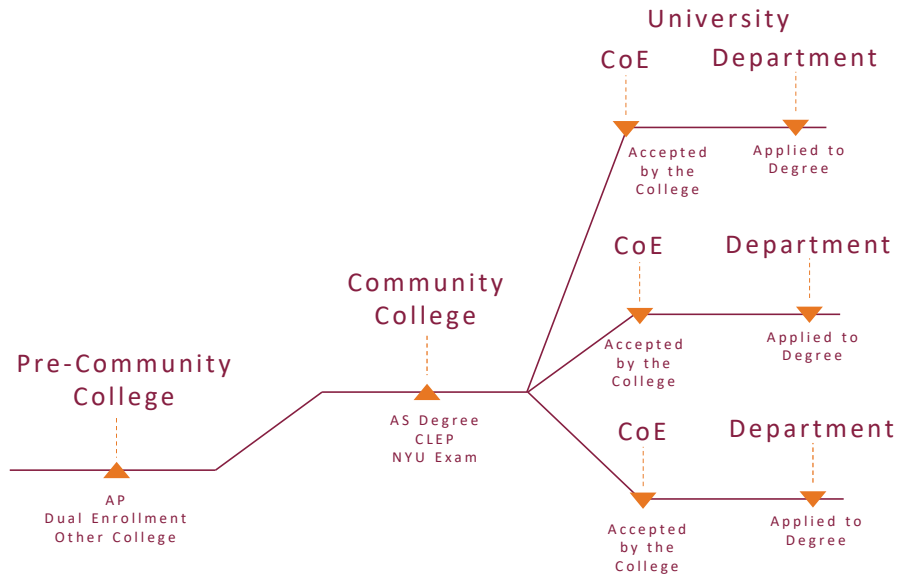 University
CoE
Department
Accepted
by the
College
Applied to
Degree
CoE
Department
Accepted
by the
College
Applied to
Degree
Community
College
AS Degree
CLEP
NYU Exam
Pre-Community
College
AP
Dual Enrollment
Other College
CoE
Department
Accepted
by the
College
Applied to
Degree